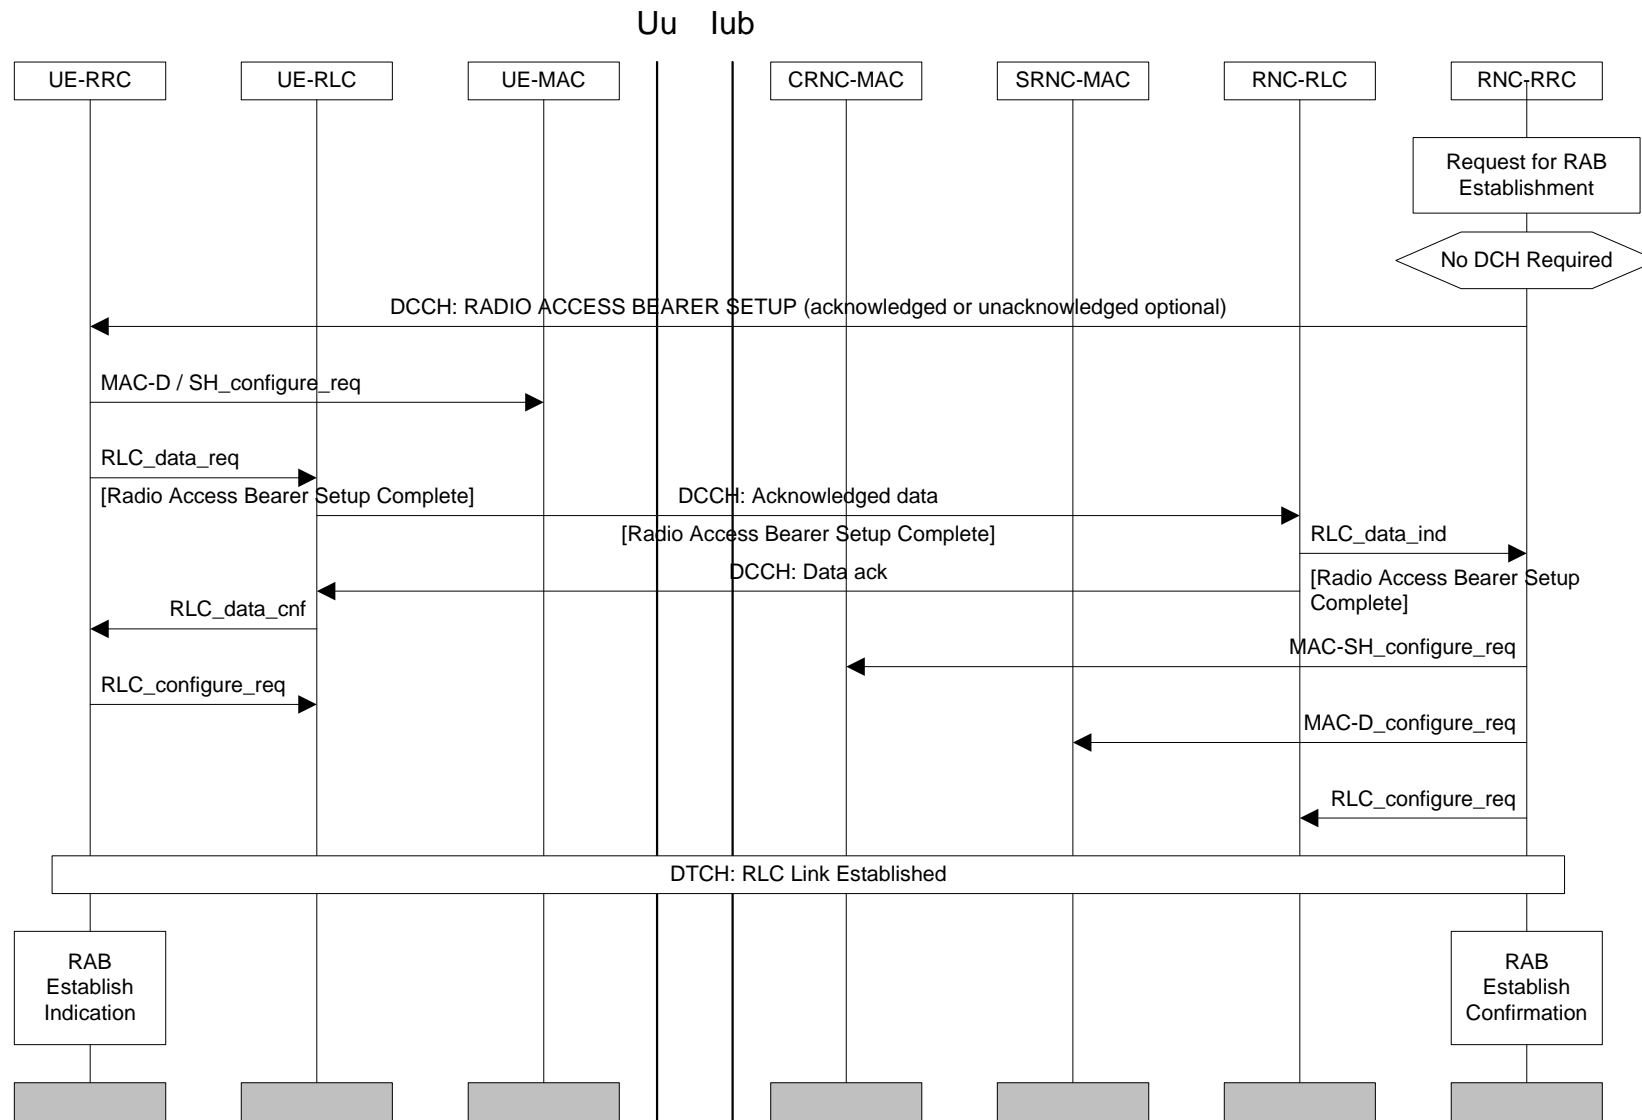 Uu Iub
UE-RRC UE-RLC UE-MAC CRNC-MAC SRNC-MAC RNC-RLC RNC-RRC
Request for RAB
Establishment
No DCH Required
DCCH: RADIO ACCESS BEARER SETUP (acknowledged or unacknowledged optional)
MAC-D / SH_configure_req
RLC_data_req
[Radio Access Bearer Setup Complete] DCCH: Acknowledged data
[Radio Access Bearer Setup Complete] RLC_data_ind
DCCH: Data ack [Radio Access Bearer Setup
Complete]
RLC_data_cnf
MAC-SH_configure_req
RLC_configure_req
MAC-D_configure_req
RLC_configure_req
DTCH: RLC Link Established
RAB
Establish
Indication
RAB
Establish
Confirmation